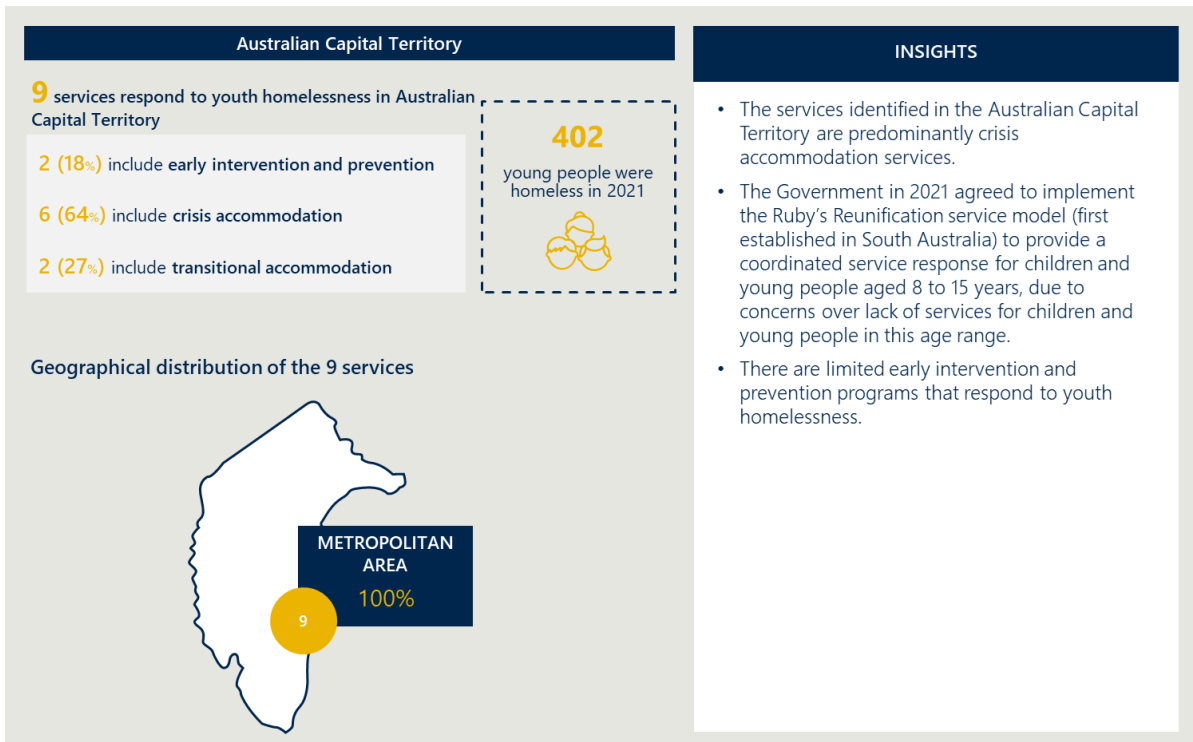 Australian Capital Territory
9 services respond to youth homelessness in Australian
Capital Territory
2 (18%) include early intervention and prevention
6 (64%) include crisis accommodation
2 (27%) include transitional accommodation
402
young people were
homeless in 2021
Geographical distribution of the 9 services
METROPOLITAN
AREA
100%
9
INSIGHTS
• The services identified in the Australian Capital
Territory are predominantly crisis
accommodation services.
• The Government in 2021 agreed to implement
the Ruby’s Reunification service model (first
established in South Australia) to provide a
coordinated service response for children and
young people aged 8 to 15 years, due to
concerns over lack of services for children and
young people in this age range.
• There are limited early intervention and
prevention programs that respond to youth
homelessness.